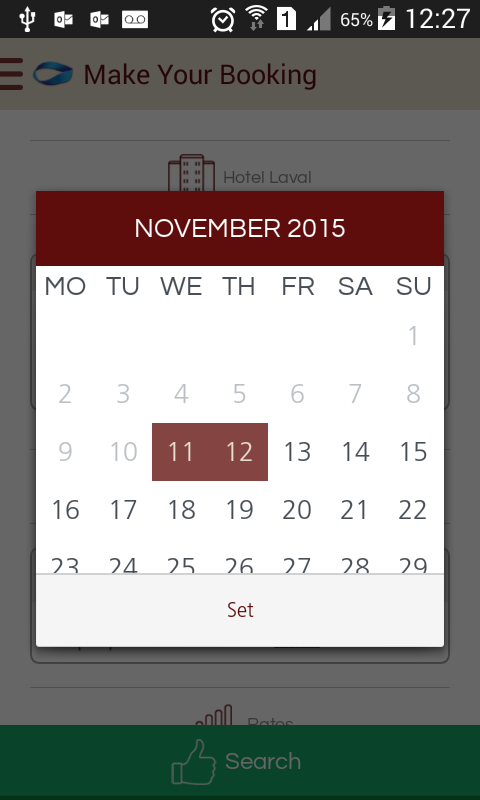 1 65% 12:27
Make Your Booking
Hotel Laval
NOVEMBER 2015
MO TU WE TH FR SA SU
1
2 3 4 5 6 7 8
9 10 11 12 13 14 15
16 17 18 19 20 21 22
23 24 25 26 27 28 29
Set
Rates
Search